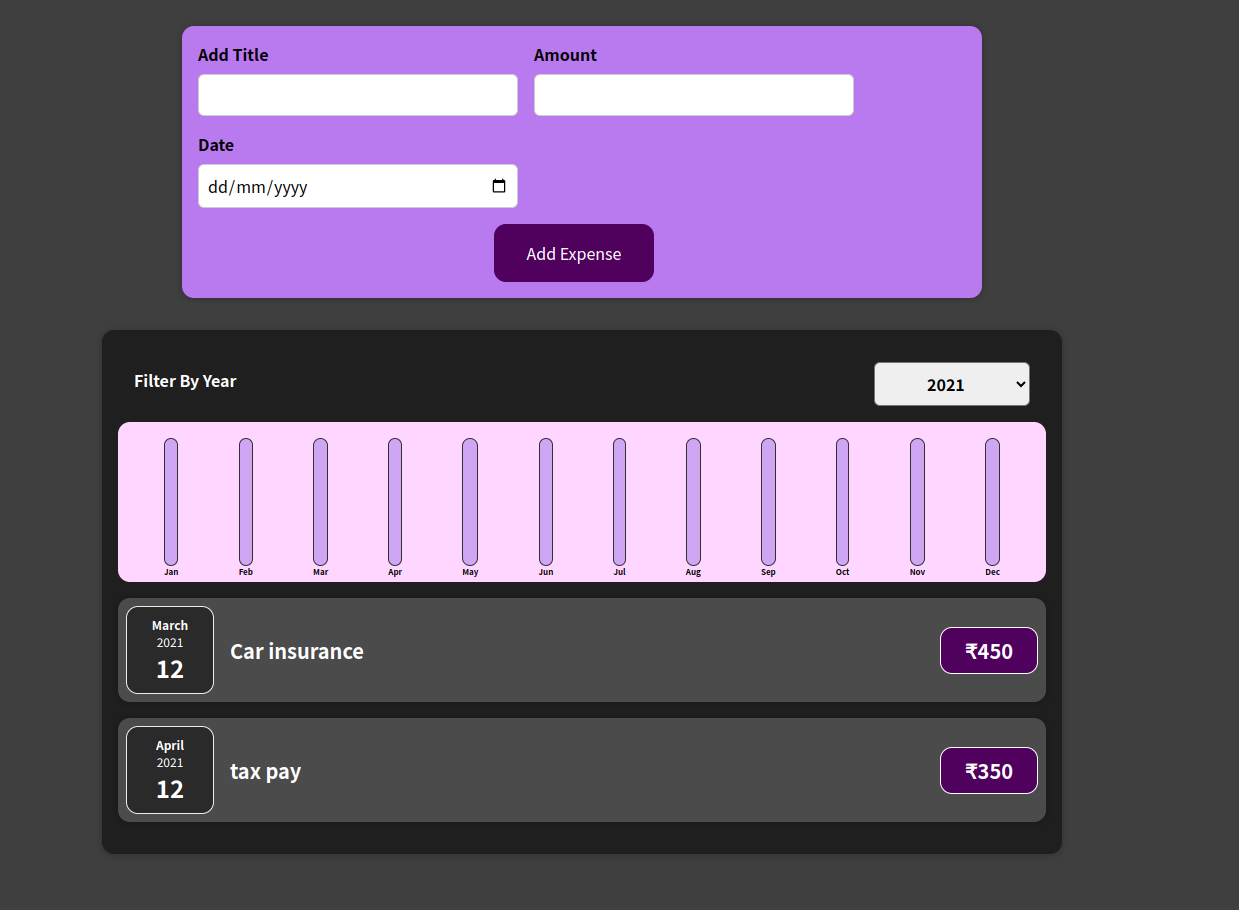 Add Title
Amount
Date
dd/mm/yyyy
Add Expense
Filter By Year
2021
Jan Feb Mar Apr May Jun Jul Aug Sep Oct Nov Dec
March
2021
12
Car insurance
₹450
April
2021
12
tax pay
₹350